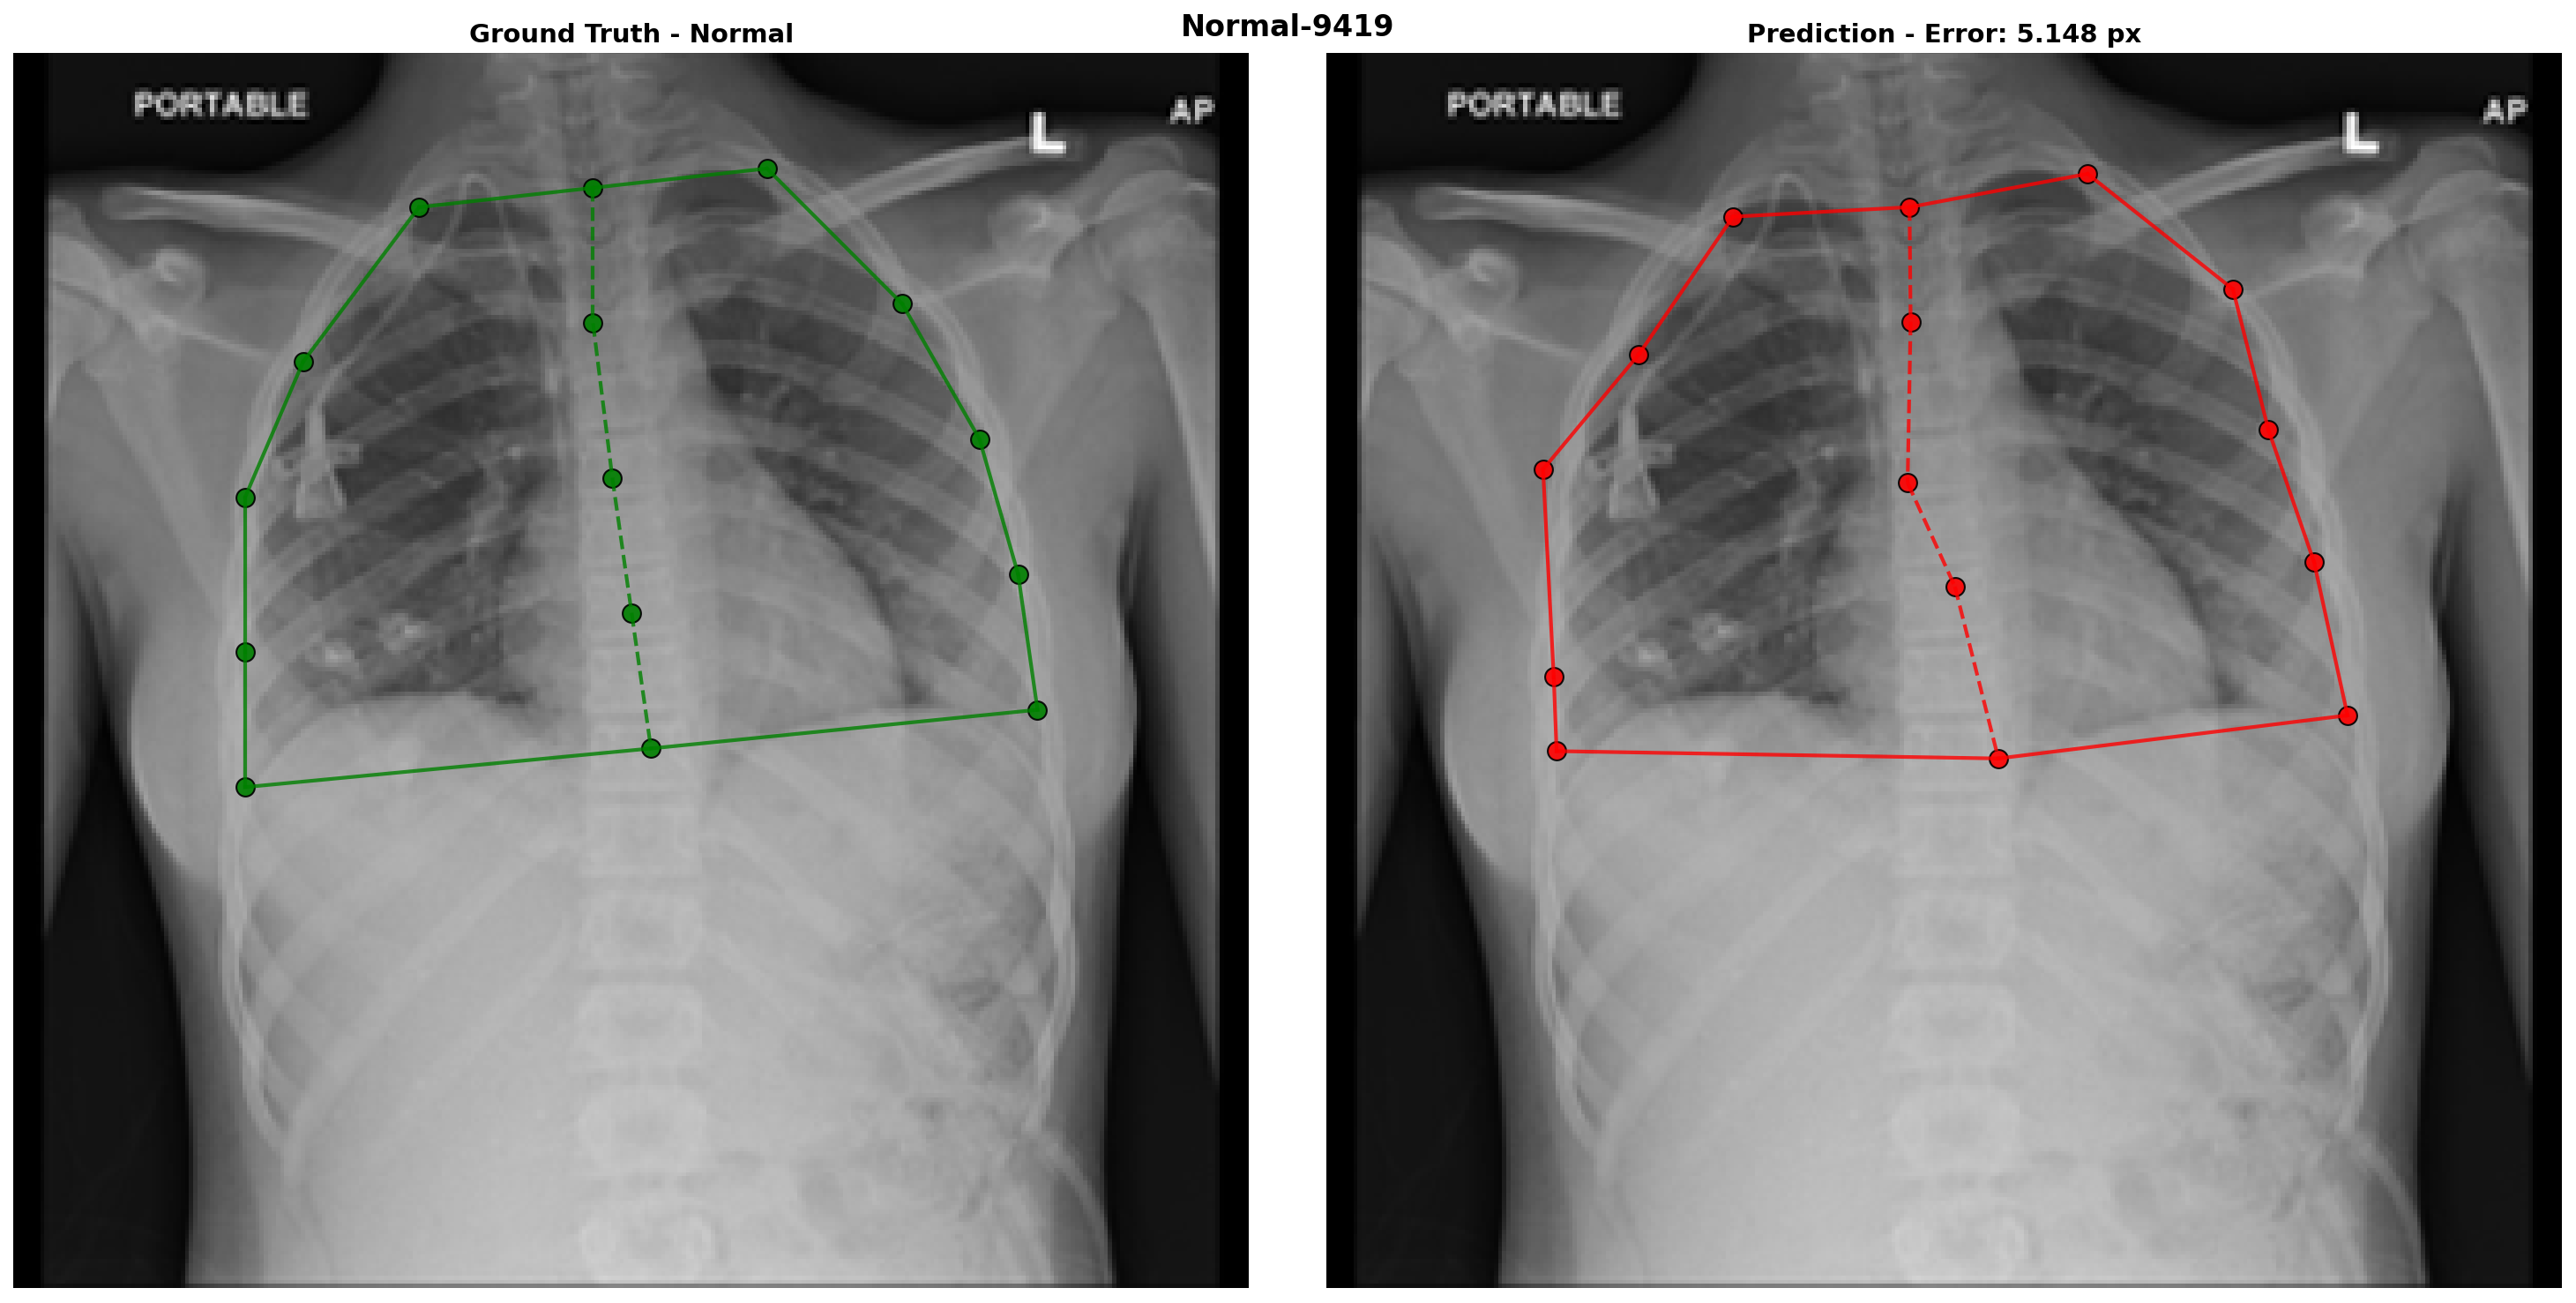 Normal-9419
Ground Truth - Normal
Prediction - Error: 5.148 px
PORTABLE
L
AP
PORTABLE
L
AP